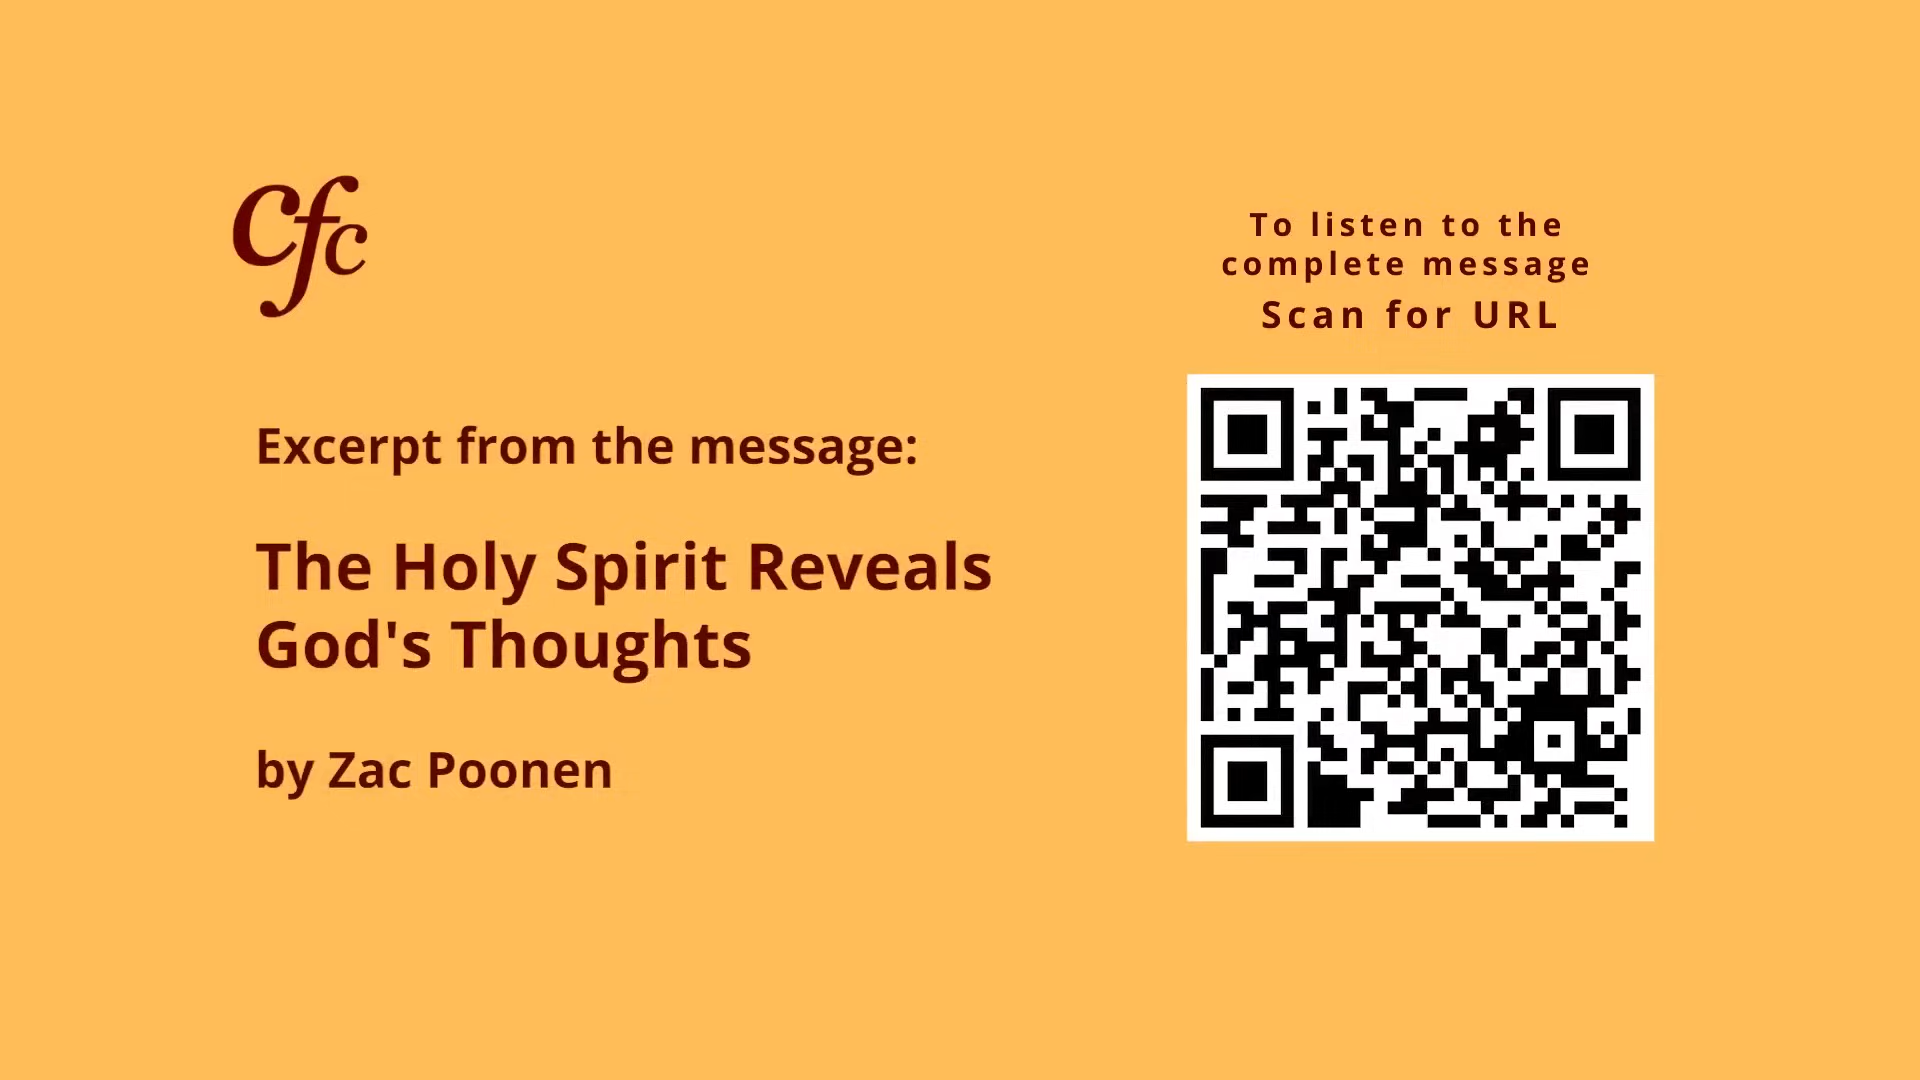 cfc
Excerpt from the message:
The Holy Spirit Reveals
God's Thoughts
by Zac Poonen
To listen to the
complete message
Scan for URL